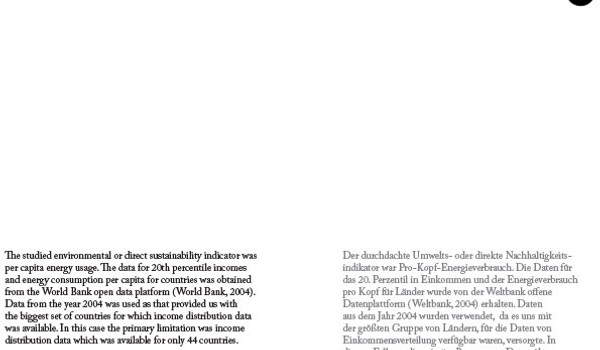 The studied environmental or direct sustainability indicator was
per capita energy usage. The data for 20th percentile incomes
and energy consumption per capita for countries was obtained
from the World Bank open data platform (World Bank, 2004).
Data from the year 2004 was used as that provided us with
the biggest set of countries for which income distribution data
was available. In this case the primary limitation was income
distribution data which was available for only 44 countries.
Der durchdachte Umwelts- oder direkte Nachhaltigkeits-
indikator war Pro-Kopf-Energieverbrauch. Die Daten für
das 20. Perzentil in Einkommen und der Energieverbrauch
pro Kopf für Länder wurde von der Weltbank offene
Datenplattform (Weltbank, 2004) erhalten. Daten
aus dem Jahr 2004 wurden verwendet, da es uns mit
der größten Gruppe von Ländern, für die Daten von
Einkommensverteilung verfügbar waren, versorgte. In